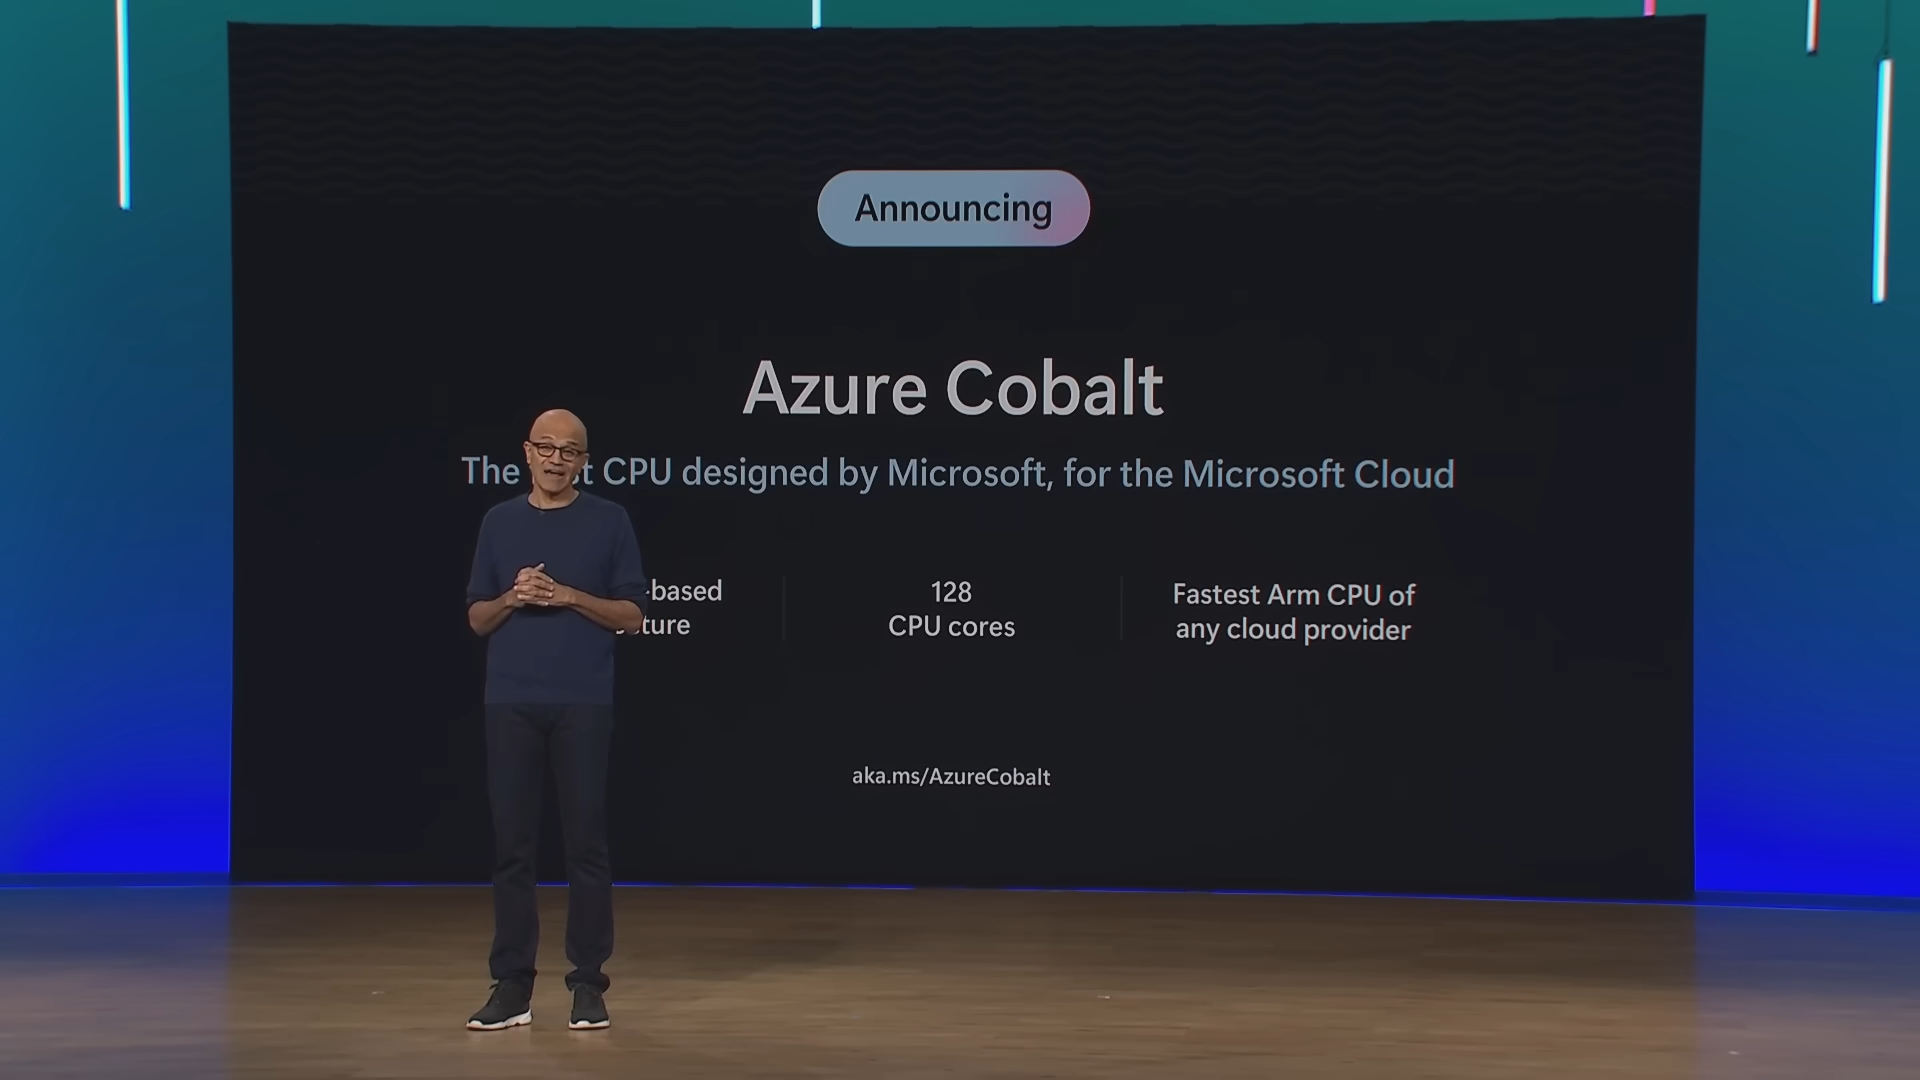 Announcing
Azure Cobalt
The CPU designed by Microsoft, for the Microsoft Cloud
-based
128
CPU cores
Fastest Arm CPU of
any cloud provider
aka.ms/AzureCobalt